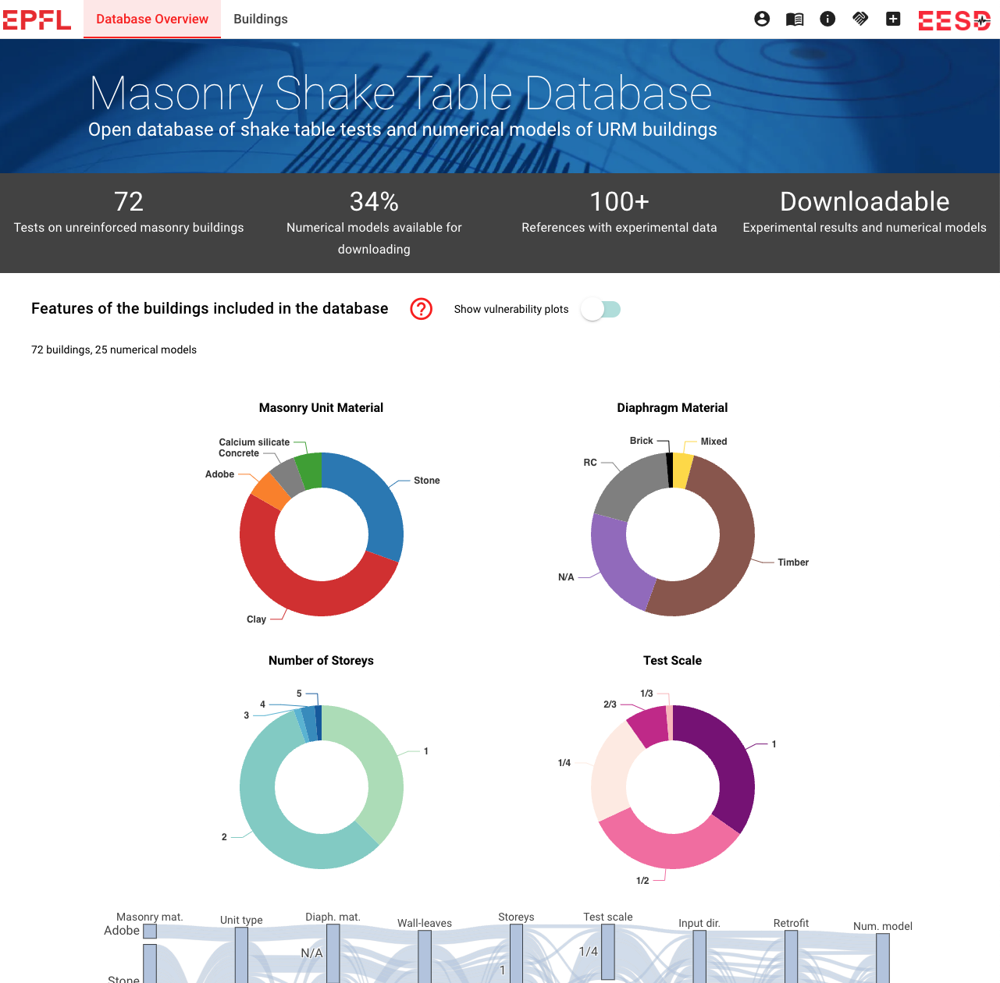 EPFL
Database Overview
Buildings
EESD
Masonry Shake Table Database
Open database of shake table tests and numerical models of URM buildings
72
Tests on unreinforced masonry buildings
34%
Numerical models available for
downloading
100+
References with experimental data
Downloadable
Experimental results and numerical models
Features of the buildings included in the database
Show vulnerability plots
72 buildings, 25 numerical models
Masonry Unit Material
Calcium silicate
Concrete
Adobe
Stone
Clay
Diaphragm Material
Brick
Mixed
RC
N/A
Timber
Number of Storeys
5
4
3
1
2
Test Scale
1/3
2/3
1
1/4
1/2
Masonry mat.
Unit type
Diaph. mat.
Wall-leaves
Storeys
Test scale
Input dir.
Retrofit
Num. model
Adobe
N/A
1/4
1
Stone